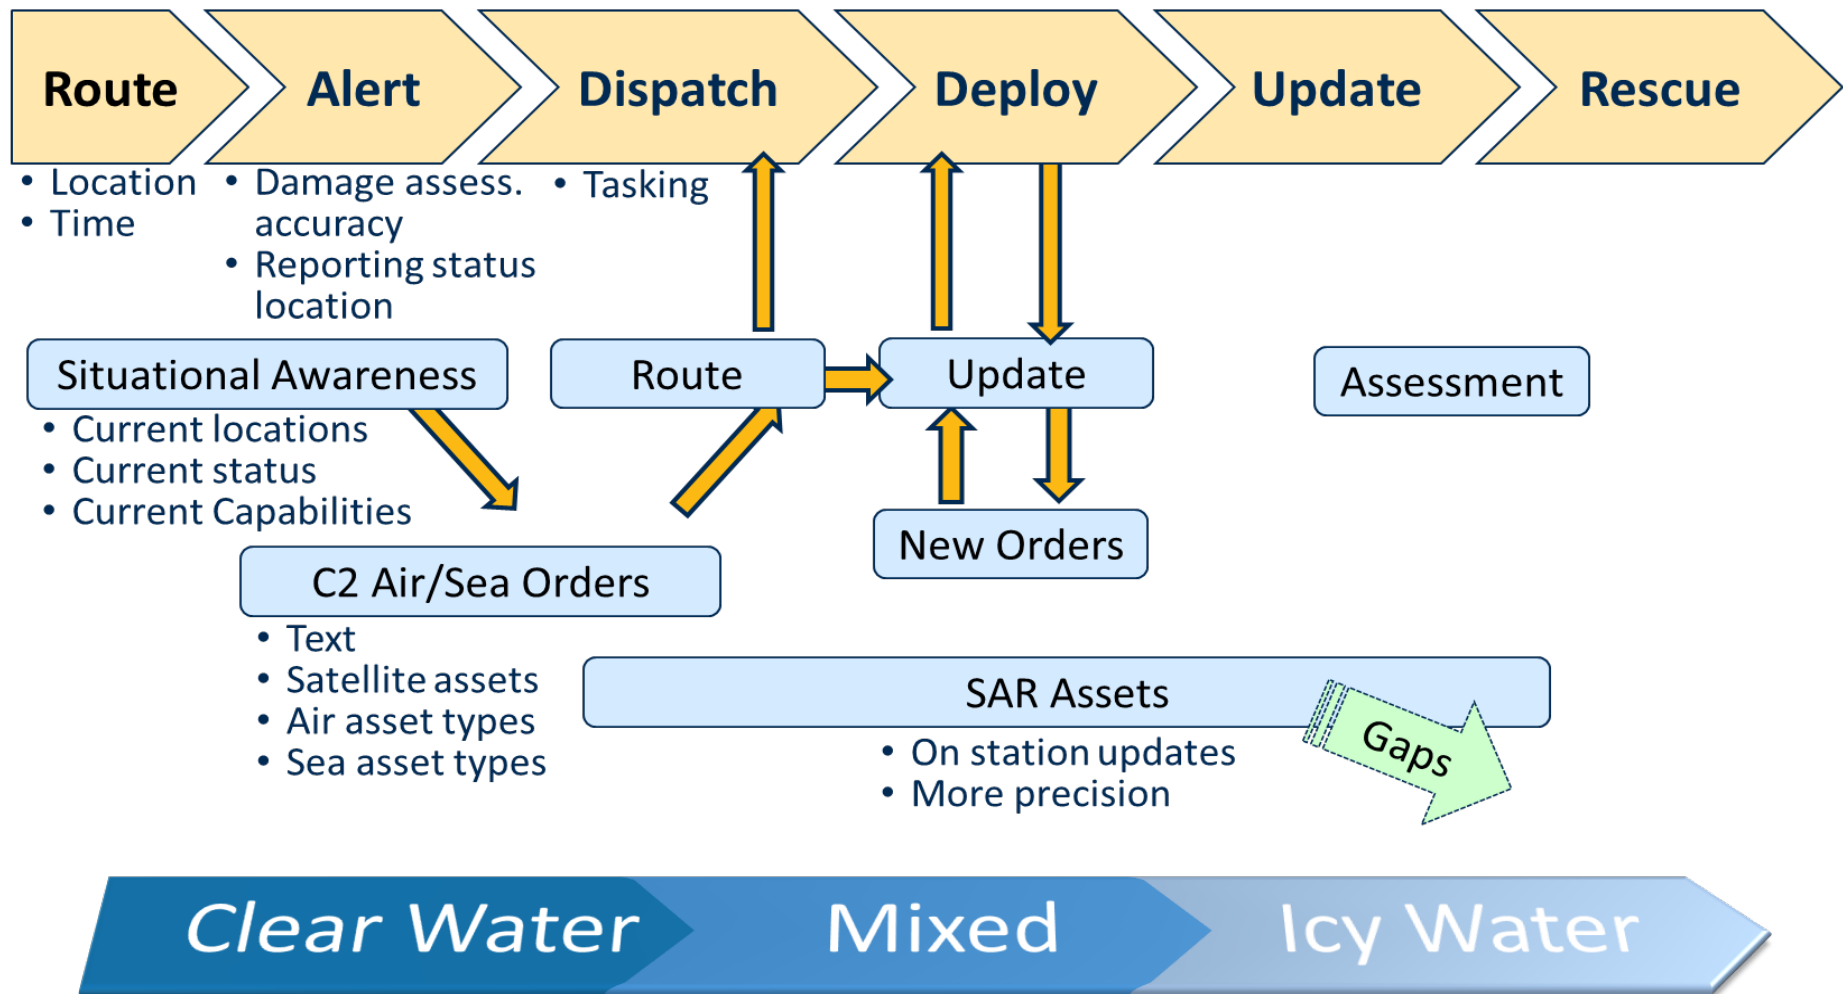 Route
Alert
Dispatch
Deploy
Update
Rescue
• Location
• Time
• Damage assess.
accuracy
• Reporting status
location
• Tasking
Situational Awareness
• Current locations
• Current status
• Current Capabilities
Route
Update
Assessment
New Orders
C2 Air/Sea Orders
• Text
• Satellite assets
• Air asset types
• Sea asset types
SAR Assets
• On station updates
• More precision
Gaps
Clear Water
Mixed
Icy Water